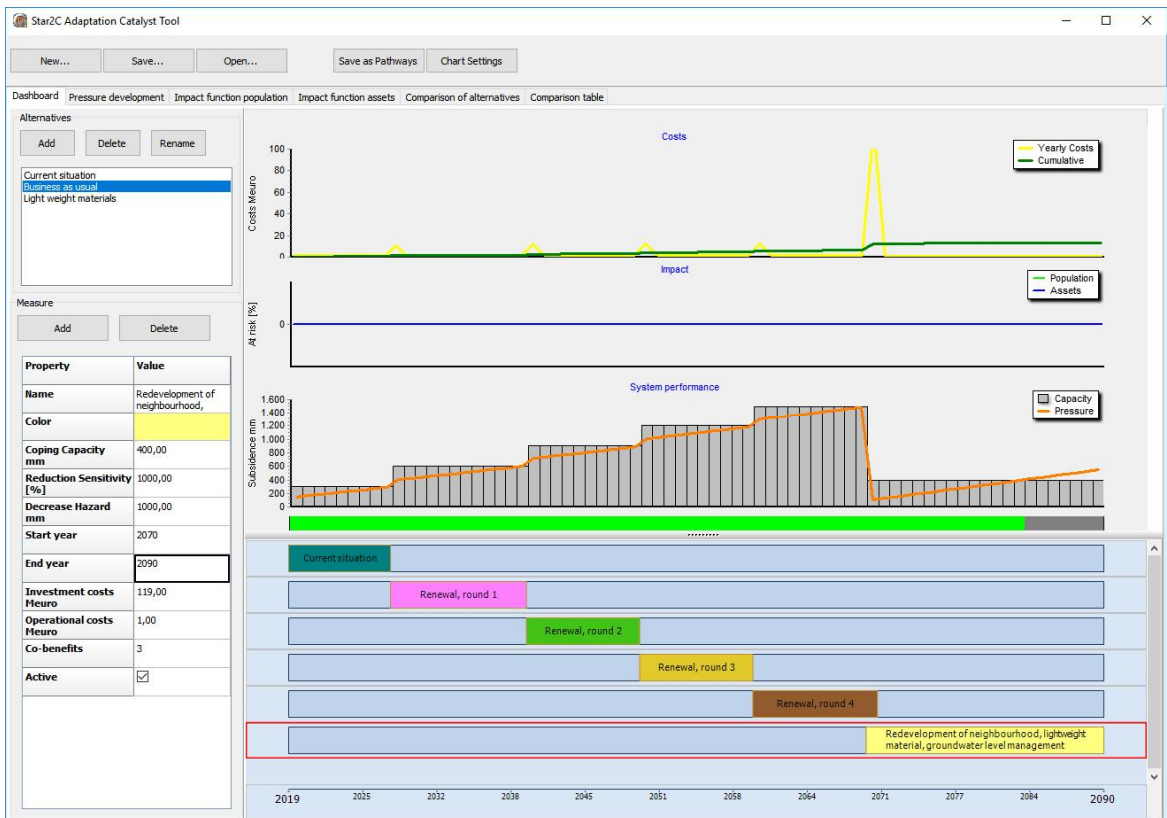 Star2C Adaptation Catalyst Tool
New... Save... Open... Save as Pathways Chart Settings
Dashboard Pressure development Impact function population Impact function assets Comparison of alternatives Comparison table
Alternatives
Add Delete Rename
Current situation
Business as usual
Light weight materials
Measure
Add Delete
Property Value
Name Redevelopment of
neighbourhood,
Color
Coping Capacity 400,00
mm
Reduction Sensitivity 1000,00
[%]
Decrease Hazard 1000,00
mm
Start year 2070
End year 2090
Investment costs 119,00
Meuro
Operational costs 1,00
Meuro
Co-benefits 3
Active
Costs
Yearly Costs
Cumulative
Costs Meuro
100
80
60
40
20
0
Impact
Population
Assets
At risk [%]
0
System performance
Capacity
Pressure
Subsidence mm
1.600
1.400
1.200
1.000
800
600
400
200
0
Current situation
Renewal, round 1
Renewal, round 2
Renewal, round 3
Renewal, round 4
Redevelopment of neighbourhood, lightweight
material, groundwater level management
2019 2025 2032 2038 2045 2051 2058 2064 2071 2077 2084 2090